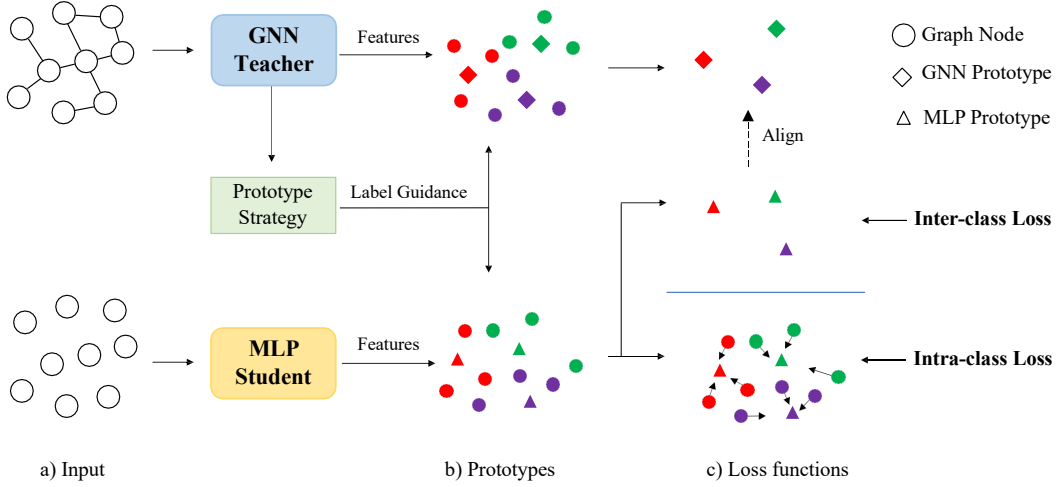 GNN
Teacher
Features
Graph Node
GNN Prototype
MLP Prototype
Align
Prototype
Strategy
Label Guidance
Inter-class Loss
MLP
Student
Features
Intra-class Loss
a) Input
b) Prototypes
c) Loss functions